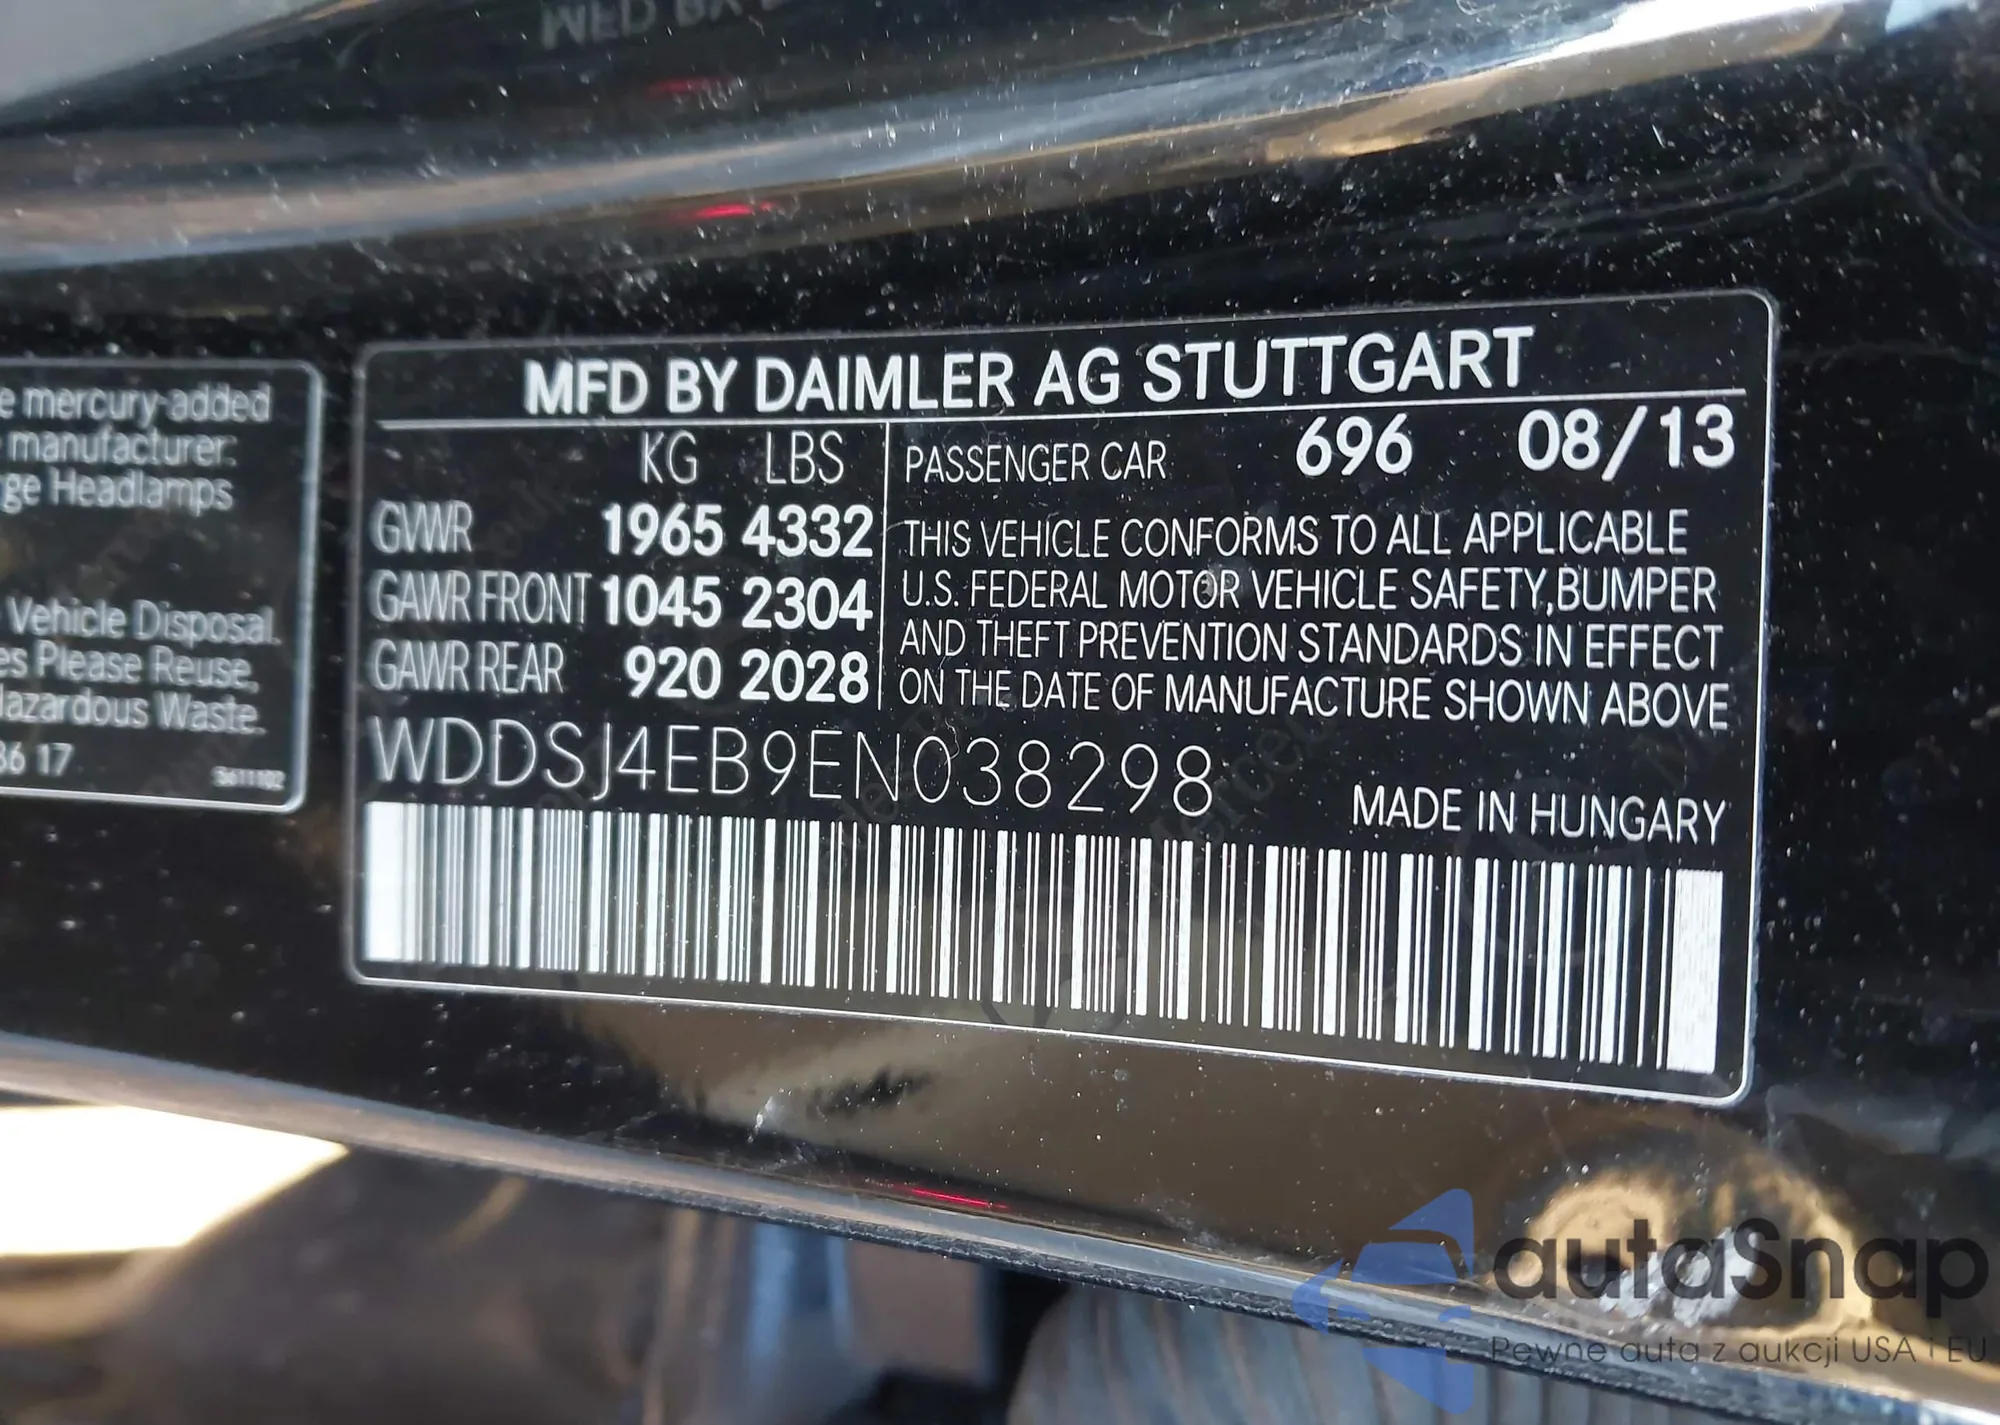 MFD BY
e mercury-added
manufacturer:
ge Headlamps
Vehicle Disposal.
es Please Reuse,
Hazardous Waste.
36 17
MFD BY DAIMLER AG STUTTGART
KG LBS
GVWR 1965 4332
GAWR FRONT 1045 2304
GAWR REAR 920 2028
PASSENGER CAR 696 08/13
THIS VEHICLE CONFORMS TO ALL APPLICABLE
U.S. FEDERAL MOTOR VEHICLE SAFETY,BUMPER
AND THEFT PREVENTION STANDARDS IN EFFECT
ON THE DATE OF MANUFACTURE SHOWN ABOVE
WDDSJ4EB9EN038298
MADE IN HUNGARY
autaSnap
Pewne auta z aukcji USA i EU